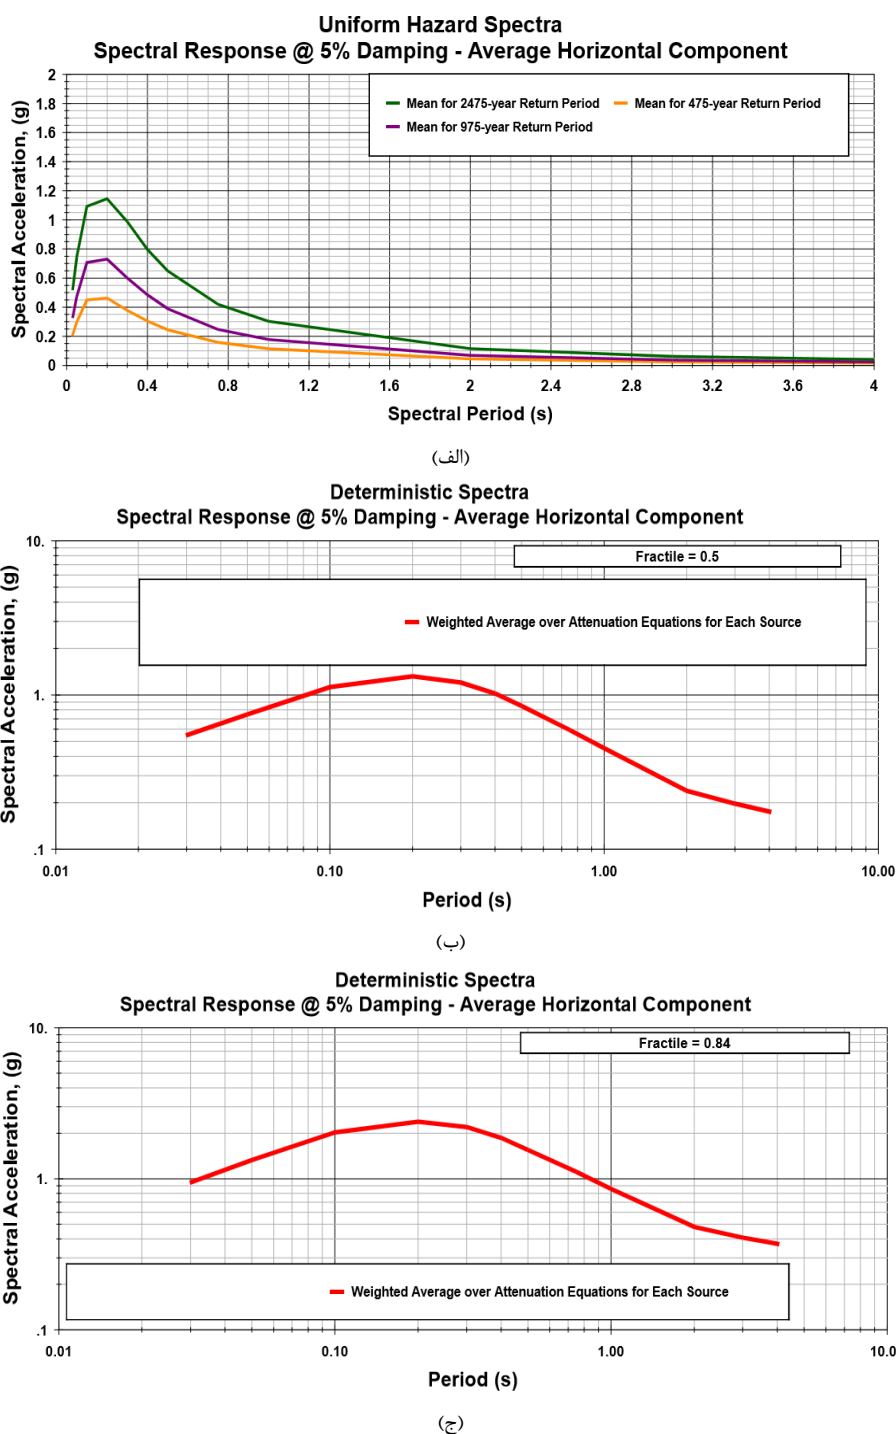 Uniform Hazard Spectra
Spectral Response @ 5% Damping - Average Horizontal Component
Mean for 2475-year Return Period
Mean for 475-year Return Period
Mean for 975-year Return Period
Spectral Acceleration, (g)
2
1.8
1.6
1.4
1.2
1
0.8
0.6
0.4
0.2
0
0 0.4 0.8 1.2 1.6 2 2.4 2.8 3.2 3.6 4
Spectral Period (s)
(الف)
Deterministic Spectra
Spectral Response @ 5% Damping - Average Horizontal Component
Fractile = 0.5
Weighted Average over Attenuation Equations for Each Source
Spectral Acceleration, (g)
10.
1.
.1
0.01 0.10 1.00 10.00
Period (s)
(ب)
Deterministic Spectra
Spectral Response @ 5% Damping - Average Horizontal Component
Fractile = 0.84
Weighted Average over Attenuation Equations for Each Source
Spectral Acceleration, (g)
10.
1.
.1
0.01 0.10 1.00 10.0
Period (s)
(ج)